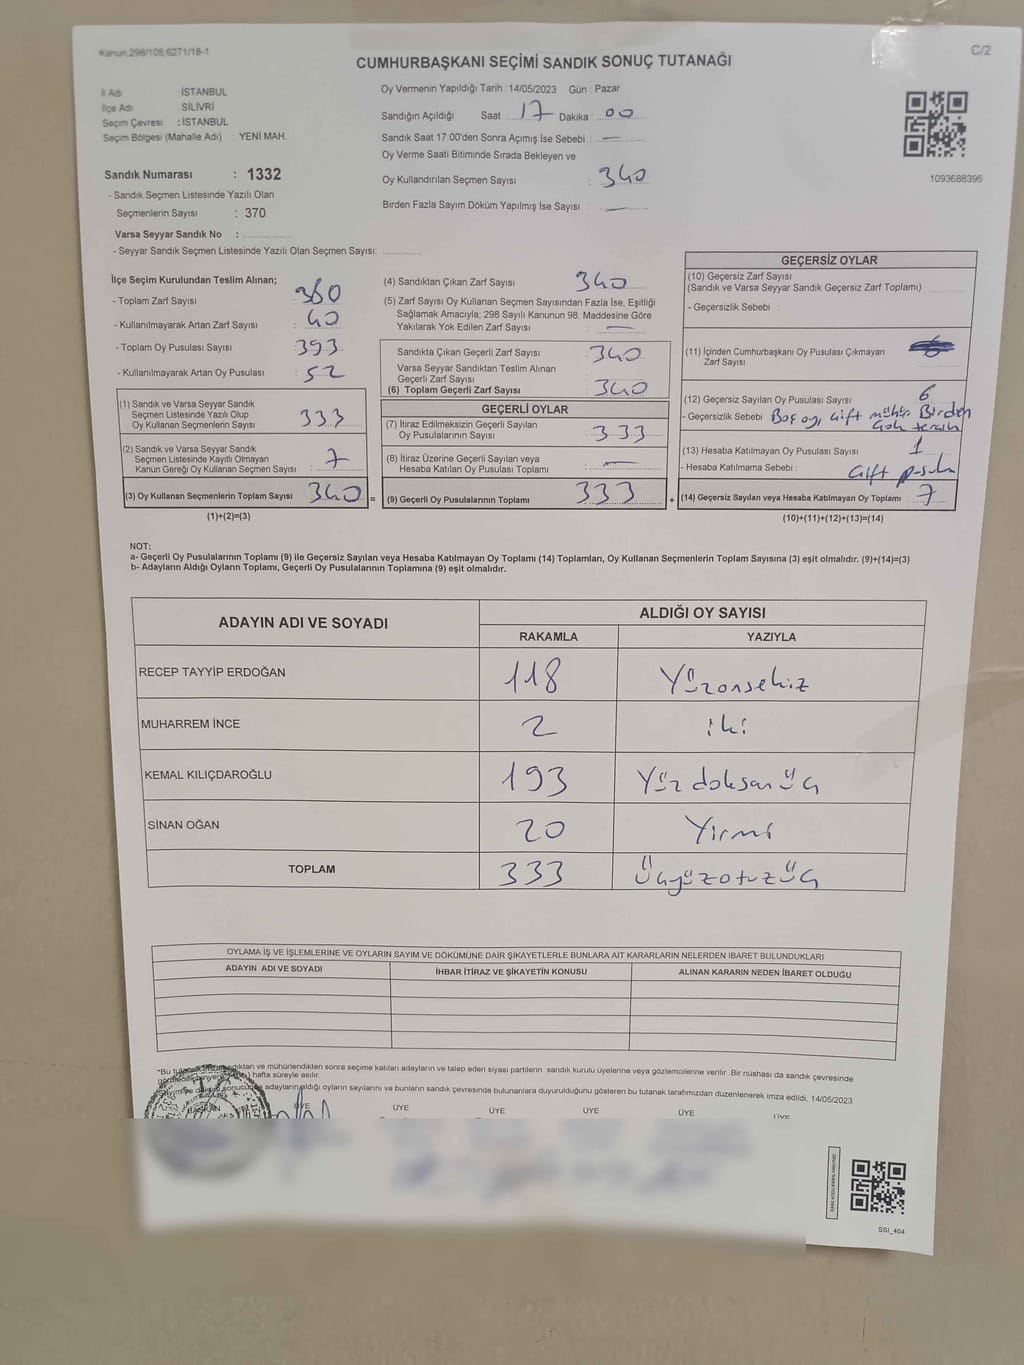 Kanun:298/105,6271/18-1
C/2
CUMHURBAŞKANI SEÇİMİ SANDIK SONUÇ TUTANAĞI
İl Adı : İSTANBUL
İlçe Adı : SİLİVRİ
Seçim Çevresi : İSTANBUL
Seçim Bölgesi (Mahalle Adı) : YENİ MAH.
Sandık Numarası : 1332
- Sandık Seçmen Listesinde Yazılı Olan
Seçmenlerin Sayısı : 370
Varsa Seyyar Sandık No :
- Seyyar Sandık Seçmen Listesinde Yazılı Olan Seçmen Sayısı:
Oy Vermenin Yapıldığı Tarih : 14/05/2023 Gün : Pazar
Sandığın Açıldığı Saat 17 Dakika : 00
Sandık Saat 17:00'den Sonra Açımış İse Sebebi : —
Oy Verme Saati Bitiminde Sırada Bekleyen ve
Oy Kullandırılan Seçmen Sayısı : 340
Birden Fazla Sayım Döküm Yapılmış İse Sayısı : —
1093688396
İlçe Seçim Kurulundan Teslim Alınan;
- Toplam Zarf Sayısı : 380
- Kullanılmayarak Artan Zarf Sayısı : 40
- Toplam Oy Pusulası Sayısı : 393
- Kullanılmayarak Artan Oy Pusulası : 52
(1) Sandık ve Varsa Seyyar Sandık
Seçmen Listesinde Yazılı Olup
Oy Kullanan Seçmenlerin Sayısı : 333
(2) Sandık ve Varsa Seyyar Sandık
Seçmen Listesinde Kayıtlı Olmayan
Kanun Gereği Oy Kullanan Seçmen Sayısı : 7
(3) Oy Kullanan Seçmenlerin Toplam Sayısı 340 =
(1)+(2)=(3)
(4) Sandıktan Çıkan Zarf Sayısı : 340
(5) Zarf Sayısı Oy Kullanan Seçmen Sayısından Fazla İse, Eşitliği
Sağlamak Amacıyla; 298 Sayılı Kanunun 98. Maddesine Göre
Yakılarak Yok Edilen Zarf Sayısı : —
Sandıkta Çıkan Geçerli Zarf Sayısı : 340
Varsa Seyyar Sandıktan Teslim Alınan
Geçerli Zarf Sayısı :
(6) Toplam Geçerli Zarf Sayısı : 340
GEÇERLİ OYLAR
(7) İtiraz Edilmeksizin Geçerli Sayılan
Oy Pusulalarının Sayısı : 333
(8) İtiraz Üzerine Geçerli Sayılan veya
Hesaba Katılan Oy Pusulası Toplamı : —
(9) Geçerli Oy Pusulalarının Toplamı : 333 +
GEÇERSİZ OYLAR
(10) Geçersiz Zarf Sayısı
(Sandık ve Varsa Seyyar Sandık Geçersiz Zarf Toplamı)
- Geçersizlik Sebebi :
(11) İçinden Cumhurbaşkanı Oy Pusulası Çıkmayan
Zarf Sayısı :
(12) Geçersiz Sayılan Oy Pusulası Sayısı : 6
- Geçersizlik Sebebi Boş oy, çift mühür Birden
çok tercih
(13) Hesaba Katılmayan Oy Pusulası Sayısı : 1
- Hesaba Katılmama Sebebi : çift pusula
(14) Geçersiz Sayılan veya Hesaba Katılmayan Oy Toplamı : 7
(10)+(11)+(12)+(13)=(14)
NOT:
a- Geçerli Oy Pusulalarının Toplamı (9) ile Geçersiz Sayılan veya Hesaba Katılmayan Oy Toplamı (14) Toplamları, Oy Kullanan Seçmenlerin Toplam Sayısına (3) eşit olmalıdır. (9)+(14)=(3)
b- Adayların Aldığı Oyların Toplamı, Geçerli Oy Pusulalarının Toplamına (9) eşit olmalıdır.
ADAYIN ADI VE SOYADI ALDIĞI OY SAYISI
RAKAMLA YAZIYLA
RECEP TAYYİP ERDOĞAN 118 Yüzonsekiz
MUHARREM İNCE 2 iki
KEMAL KILIÇDAROĞLU 193 Yüzdoksanüç
SİNAN OĞAN 20 Yirmi
TOPLAM 333 Üçyüzotuzüç
OYLAMA İŞ VE İŞLEMLERİNE VE OYLARIN SAYIM VE DÖKÜMÜNE DAİR ŞİKAYETLERLE BUNLARA AİT KARARLARIN NELERDEN İBARET BULUNDUKLARI
ADAYIN ADI VE SOYADI İHBAR İTİRAZ VE ŞİKAYETİN KONUSU ALINAN KARARIN NEDEN İBARET OLDUĞU
*Bu sonra seçime katılan adayların ve talep eden siyasi partilerin sandık kurulu üyelerine veya gözlemcilerine verilir. Bir nüshası da sandık çevresinde
hafta süreyle asılır.
adayların aldığı oyların sayılarını ve bunların sandık çevresinde bulunanlara duyurulduğunu gösteren bu tutanak tarafımızdan düzenlenerek imza edildi. 14/05/2023
BAŞKAN ÜYE ÜYE ÜYE ÜYE ÜYE ÜYE
SSI_404